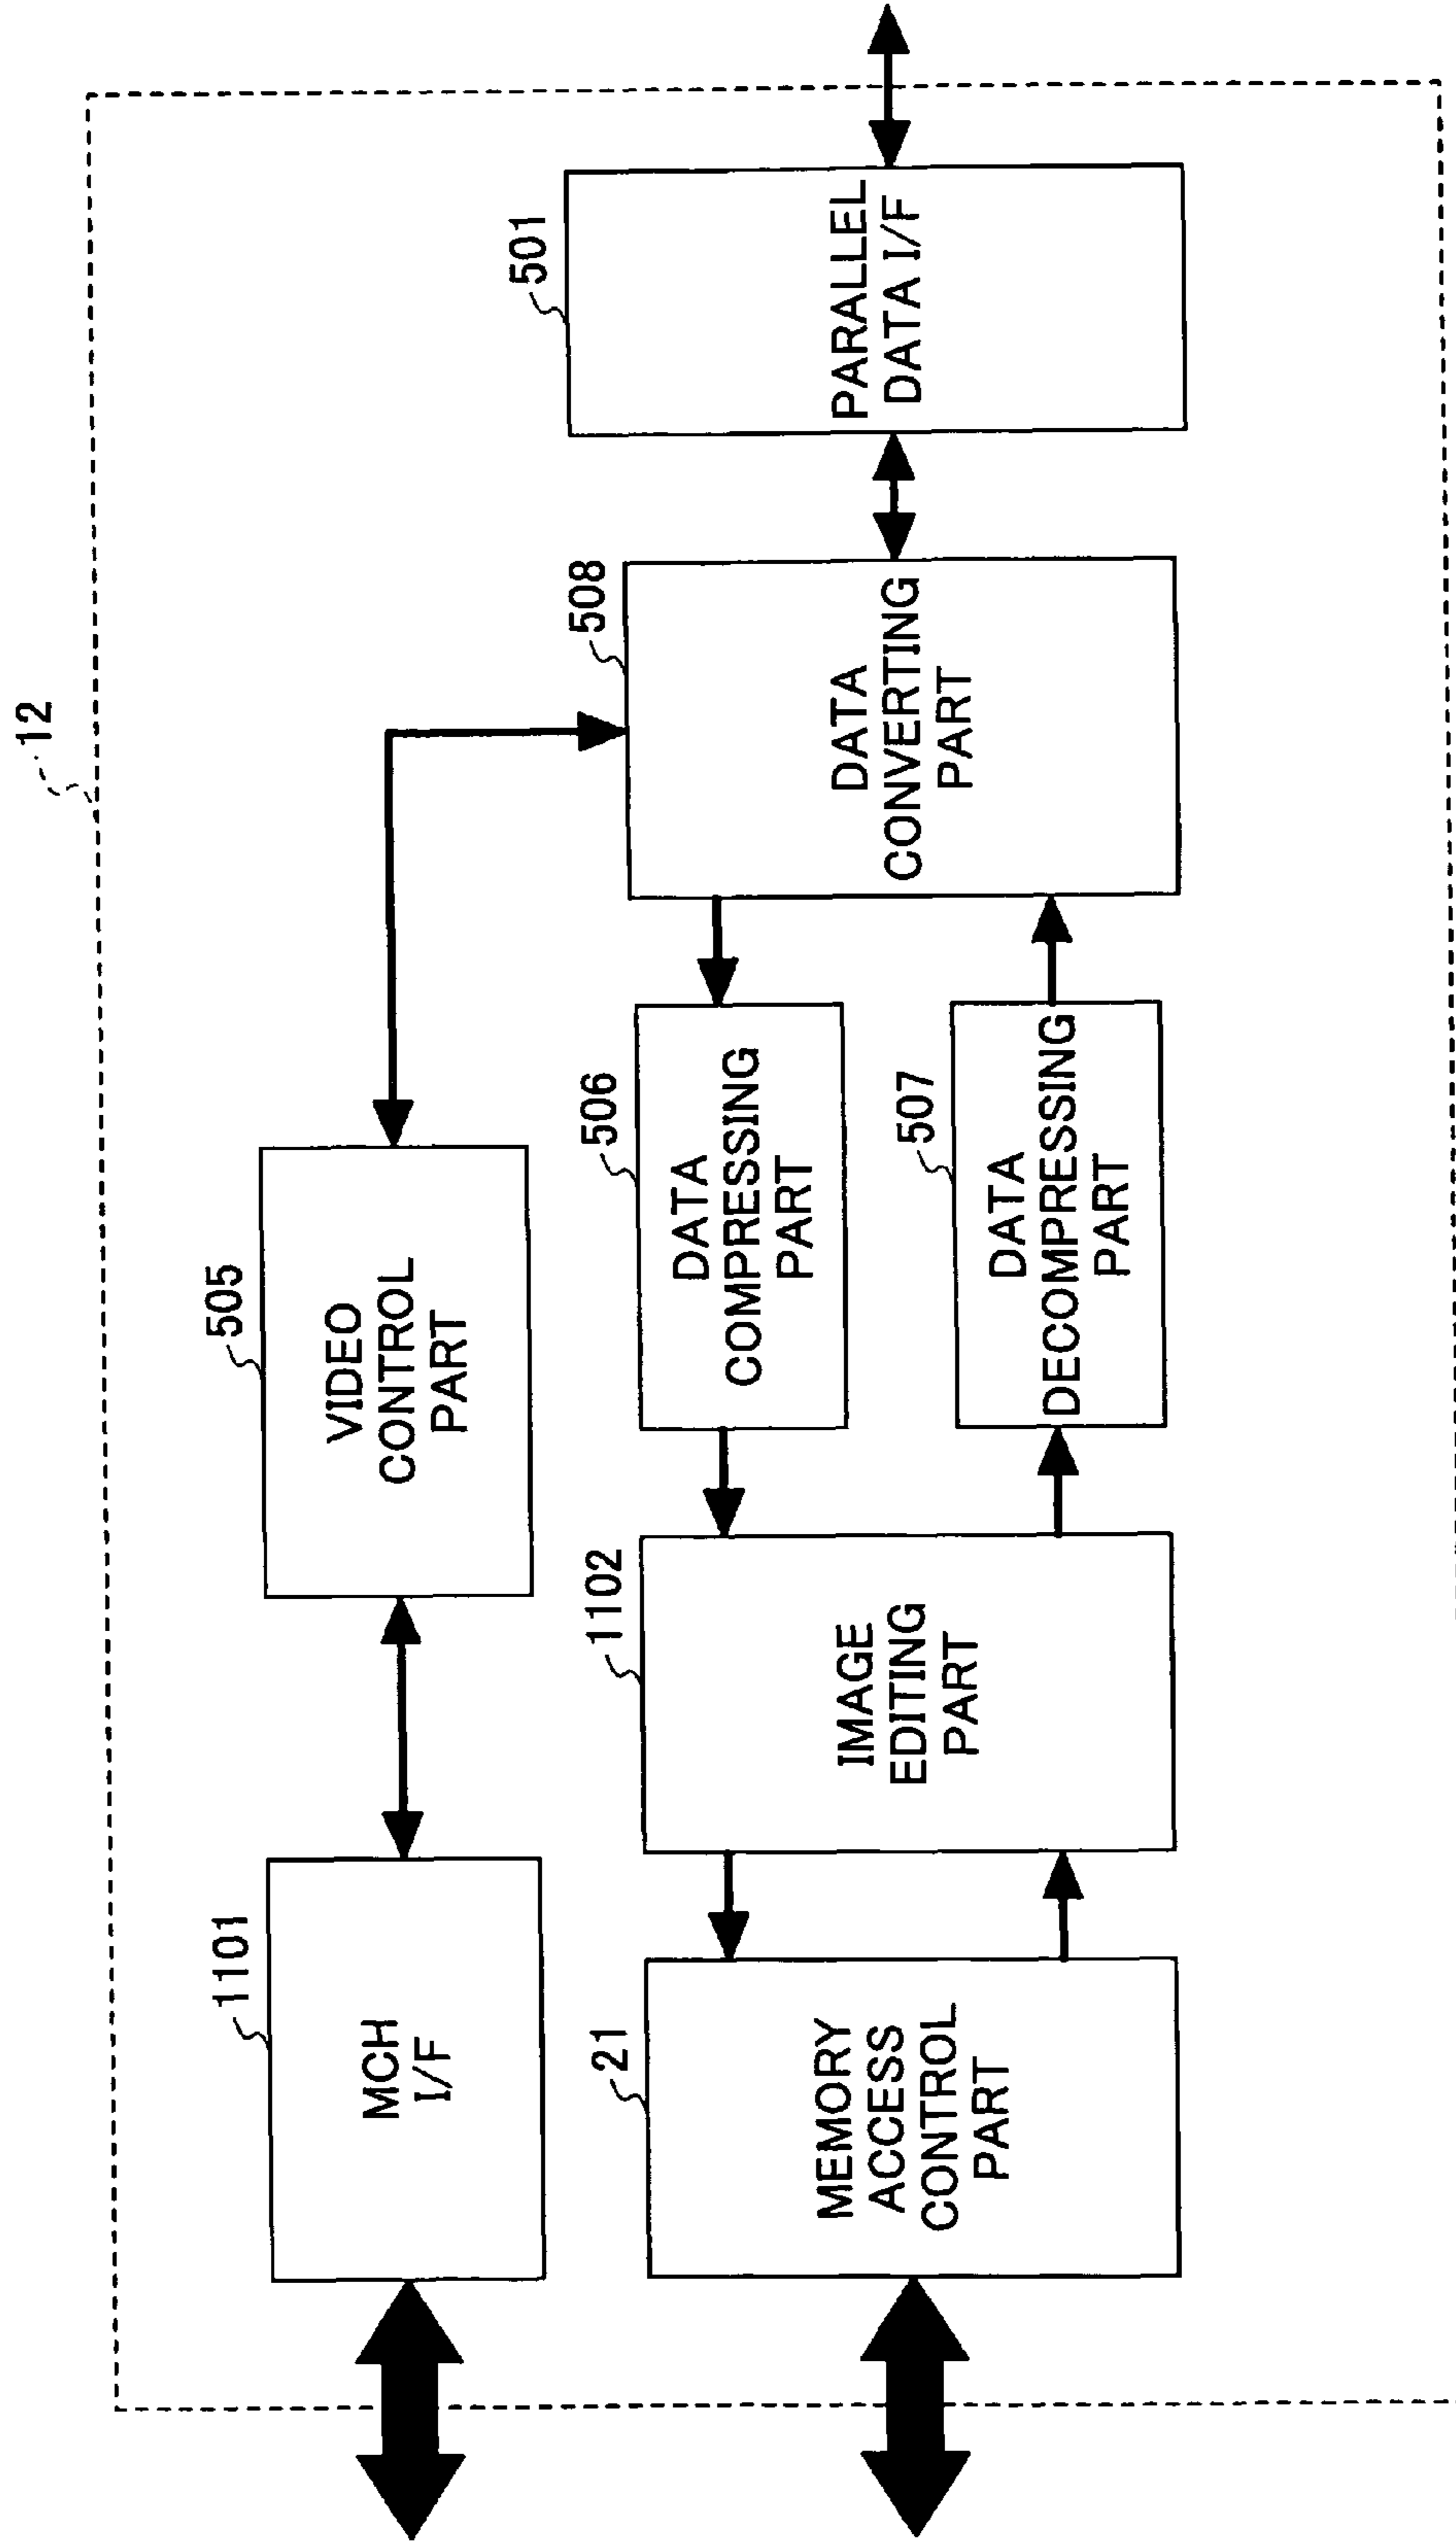 12
1101
MCH
I/F
505
VIDEO
CONTROL
PART
21
MEMORY
ACCESS
CONTROL
PART
1102
IMAGE
EDITING
PART
506
DATA
COMPRESSING
PART
507
DATA
DECOMPRESSING
PART
508
DATA
CONVERTING
PART
501
PARALLEL
DATA I/F